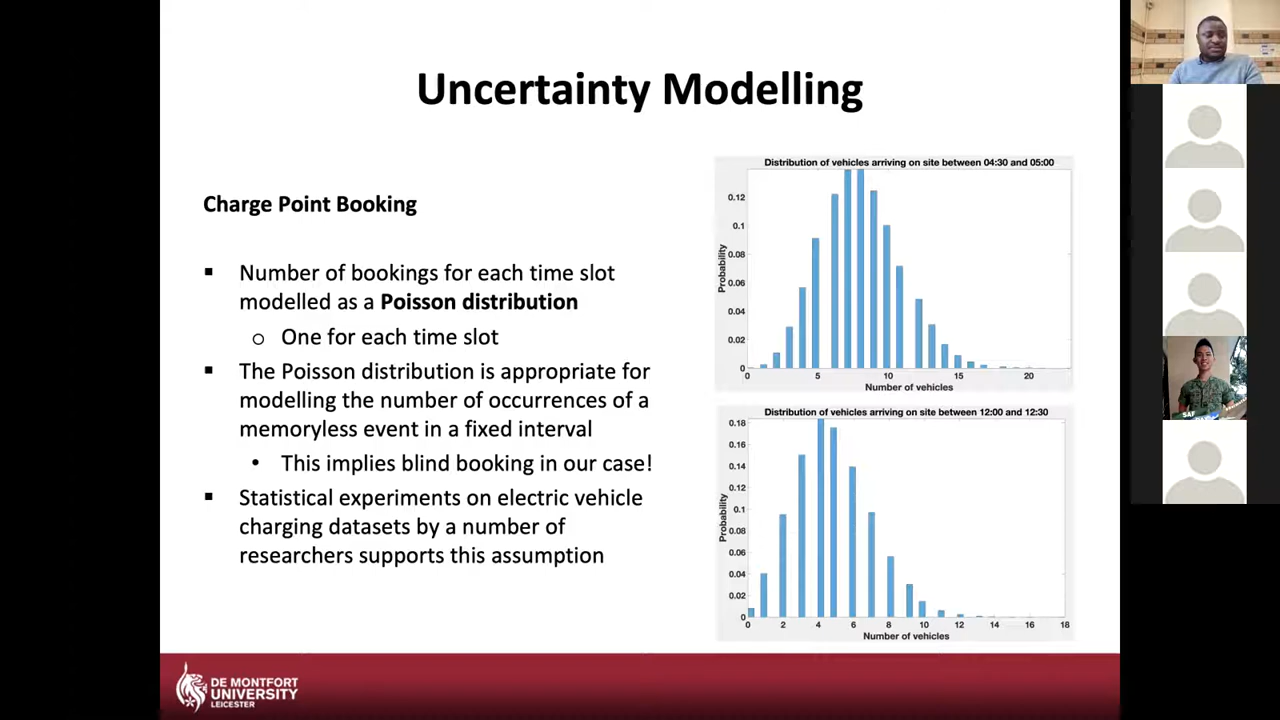 Uncertainty Modelling
Charge Point Booking
▪ Number of bookings for each time slot
modelled as a Poisson distribution
o One for each time slot
▪ The Poisson distribution is appropriate for
modelling the number of occurrences of a
memoryless event in a fixed interval
• This implies blind booking in our case!
▪ Statistical experiments on electric vehicle
charging datasets by a number of
researchers supports this assumption
Distribution of vehicles arriving on site between 04:30 and 05:00
Probability
0.12
0.1
0.08
0.06
0.04
0.02
0
0 5 10 15 20
Number of vehicles
Distribution of vehicles arriving on site between 12:00 and 12:30
Probability
0.18
0.16
0.14
0.12
0.1
0.08
0.06
0.04
0.02
0
0 2 4 6 8 10 12 14 16 18
Number of vehicles
DE MONTFORT
UNIVERSITY
LEICESTER
SAF